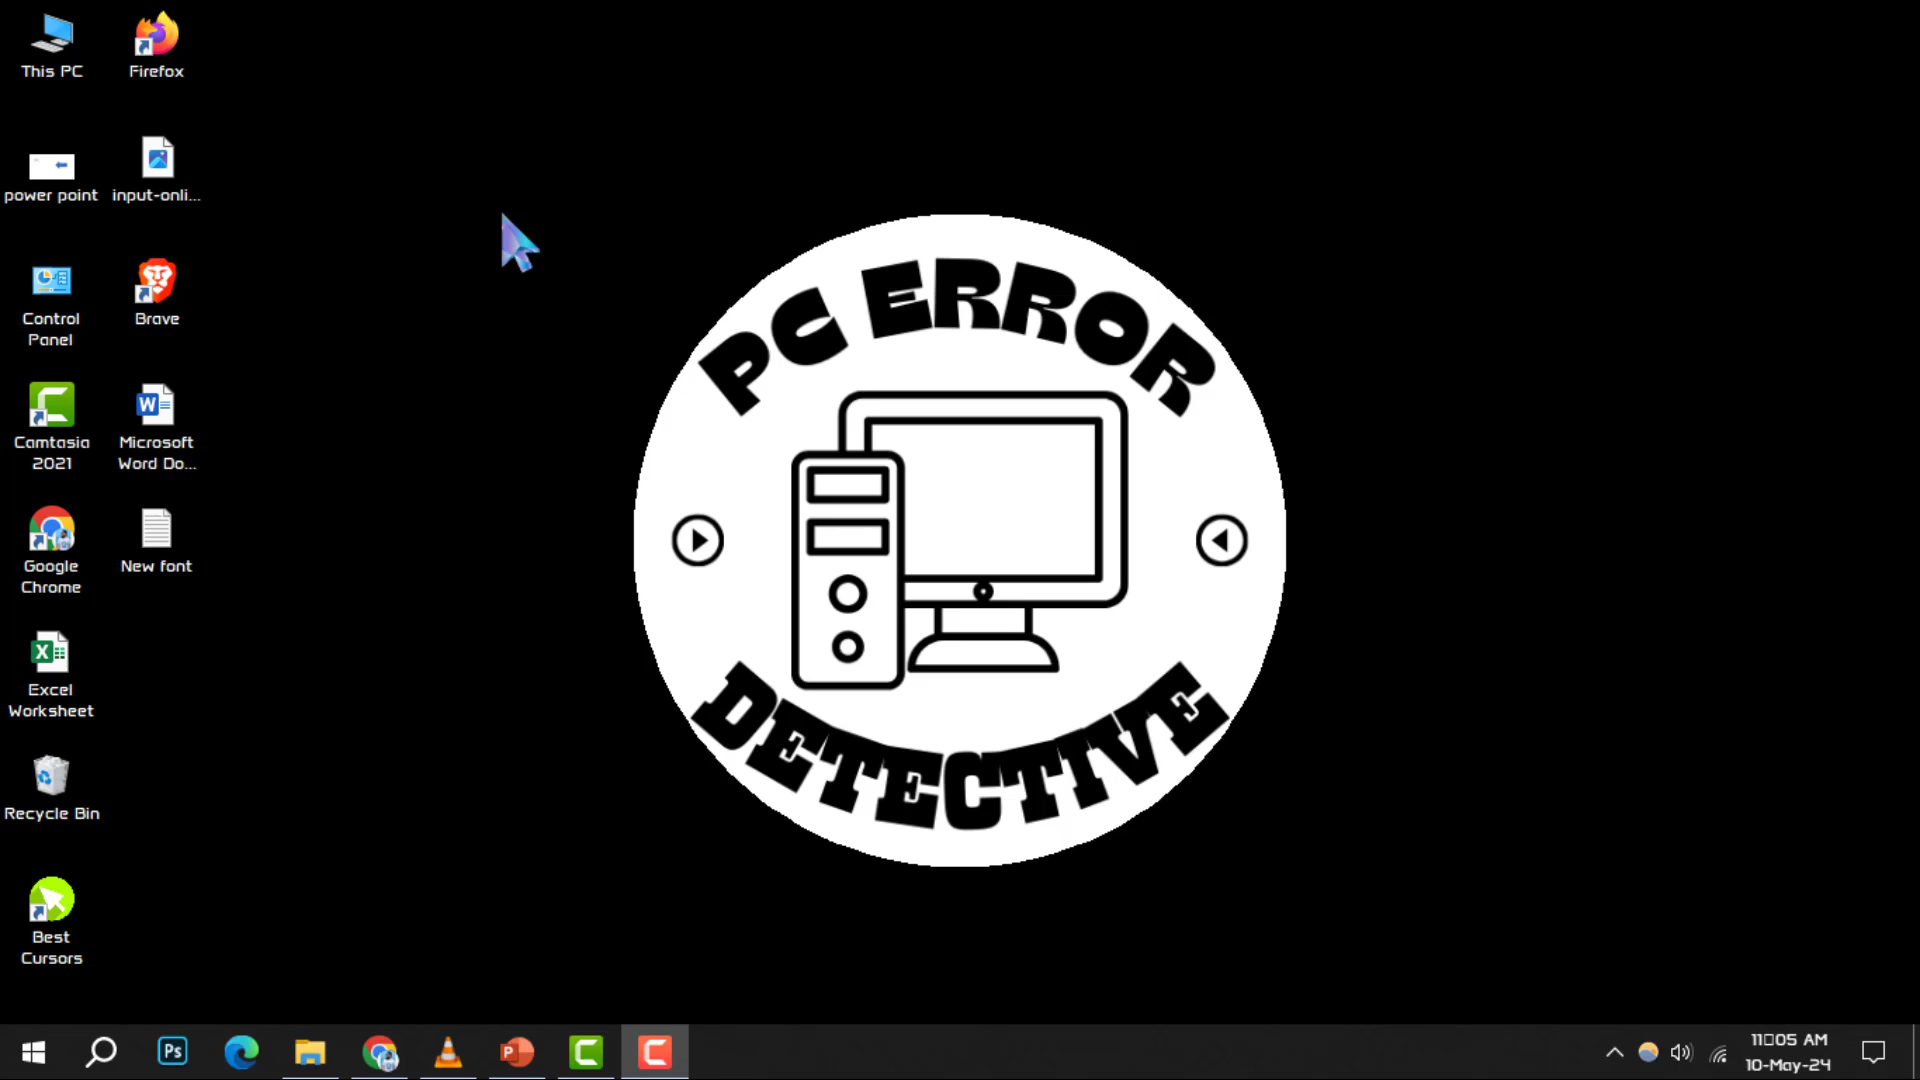 This PC
Firefox
power point
input-onli...
Control
Panel
Brave
Camtasia
2021
Microsoft
Word Do...
Google
Chrome
New font
Excel
Worksheet
Recycle Bin
Best
Cursors
PC ERROR
DETECTIVE
Ps
11□05 AM
10-May-24